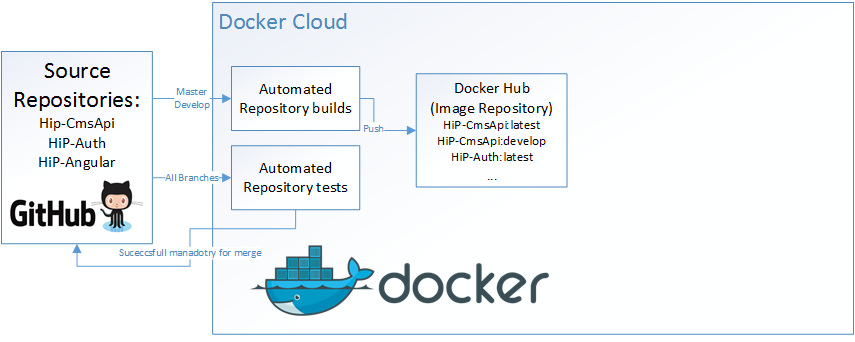 Docker Cloud
Source
Repositories:
Hip-CmsApi
HiP-Auth
HiP-Angular
GitHub
Master
Develop
Automated
Repository builds
Push
Docker Hub
(Image Repository)
HiP-CmsApi:latest
HiP-CmsApi:develop
HiP-Auth:latest
...
All Branches
Automated
Repository tests
Suceccsfull manadotry for merge
docker